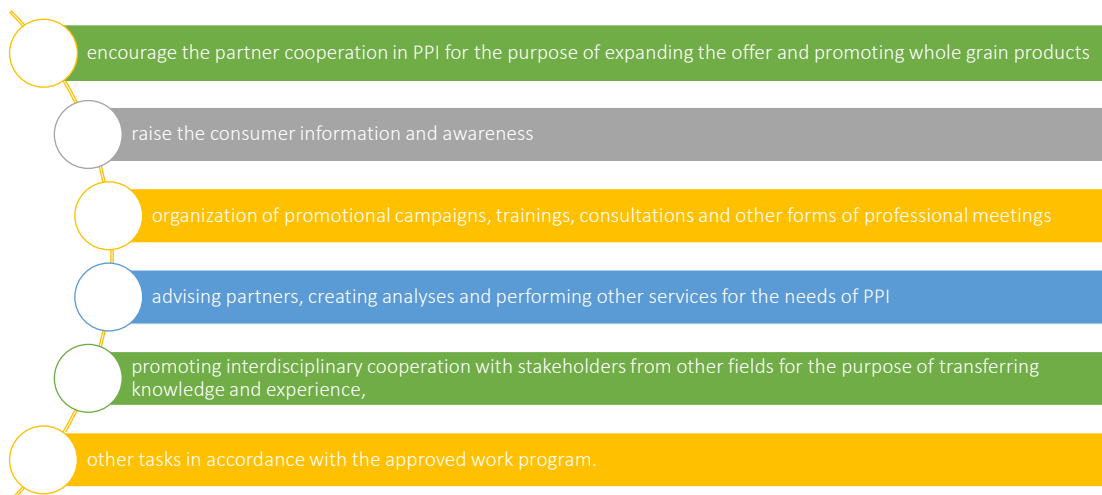 encourage the partner cooperation in PPI for the purpose of expanding the offer and promoting whole grain products
raise the consumer information and awareness
organization of promotional campaigns, trainings, consultations and other forms of professional meetings
advising partners, creating analyses and performing other services for the needs of PPI
promoting interdisciplinary cooperation with stakeholders from other fields for the purpose of transferring
knowledge and experience,
other tasks in accordance with the approved work program.